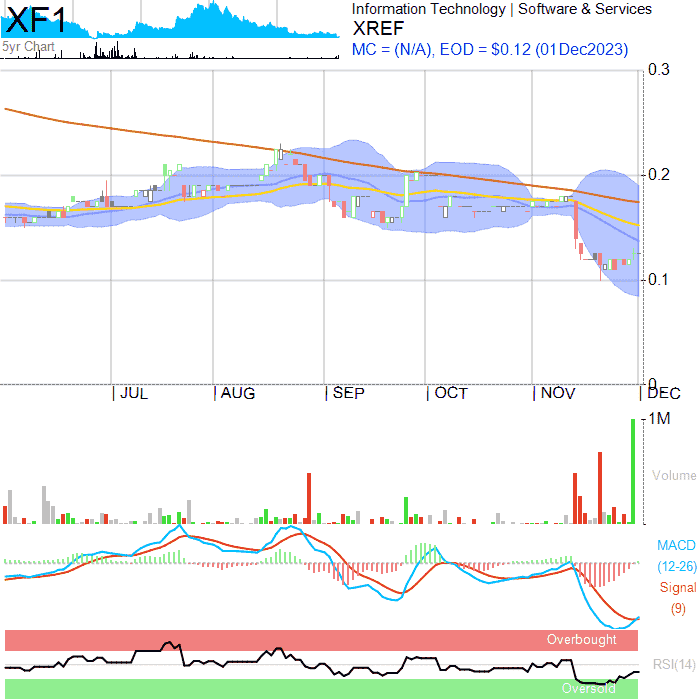 XF1
5yr Chart
Information Technology | Software & Services
XREF
MC = (N/A), EOD = $0.12 (01Dec2023)
0.3
0.2
0.1
0
| JUL | AUG | SEP | OCT | NOV | DEC
1M
Volume
MACD
(12-26)
Signal
(9)
Overbought
RSI(14)
Oversold